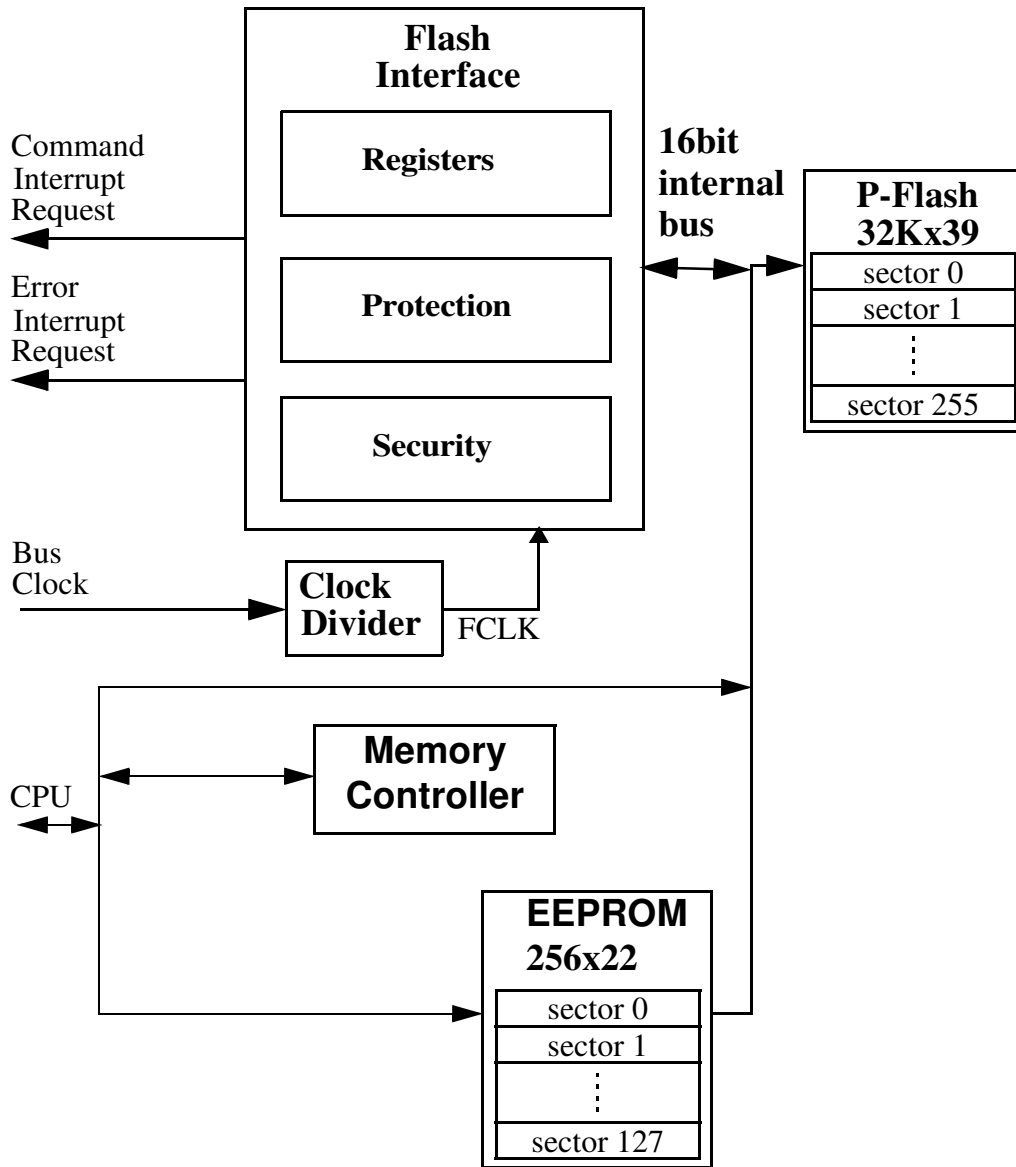 Flash
Interface
Registers
Protection
Security
Command
Interrupt
Request
Error
Interrupt
Request
16bit
internal
bus
P-Flash
32Kx39
sector 0
sector 1
sector 255
Bus
Clock
Clock
Divider
FCLK
Memory
Controller
CPU
EEPROM
256x22
sector 0
sector 1
sector 127